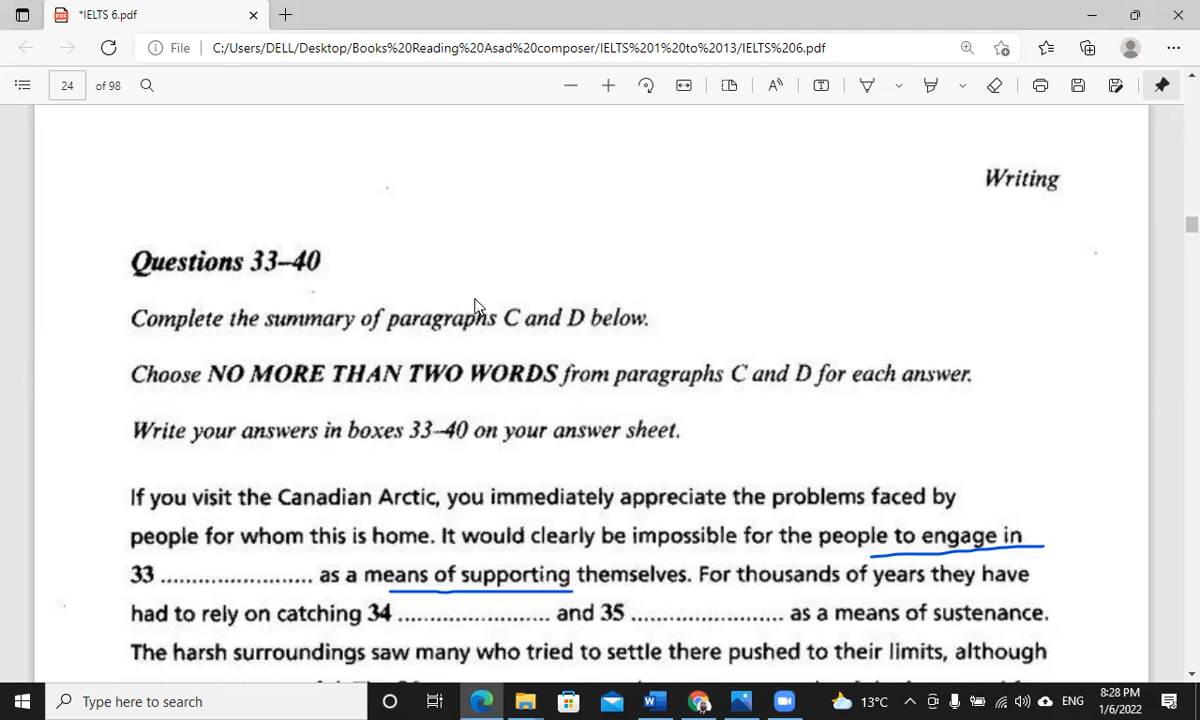 *IELTS 6.pdf
File C:/Users/DELL/Desktop/Books%20Reading%20Asad%20composer/IELTS%201%20to%2013/IELTS%206.pdf
24 of 98
Writing
Questions 33–40
Complete the summary of paragraphs C and D below.
Choose NO MORE THAN TWO WORDS from paragraphs C and D for each answer.
Write your answers in boxes 33–40 on your answer sheet.
If you visit the Canadian Arctic, you immediately appreciate the problems faced by
people for whom this is home. It would clearly be impossible for the people to engage in
33 ........................ as a means of supporting themselves. For thousands of years they have
had to rely on catching 34 ........................ and 35 ........................ as a means of sustenance.
The harsh surroundings saw many who tried to settle there pushed to their limits, although
Type here to search
13°C
ENG
8:28 PM
1/6/2022